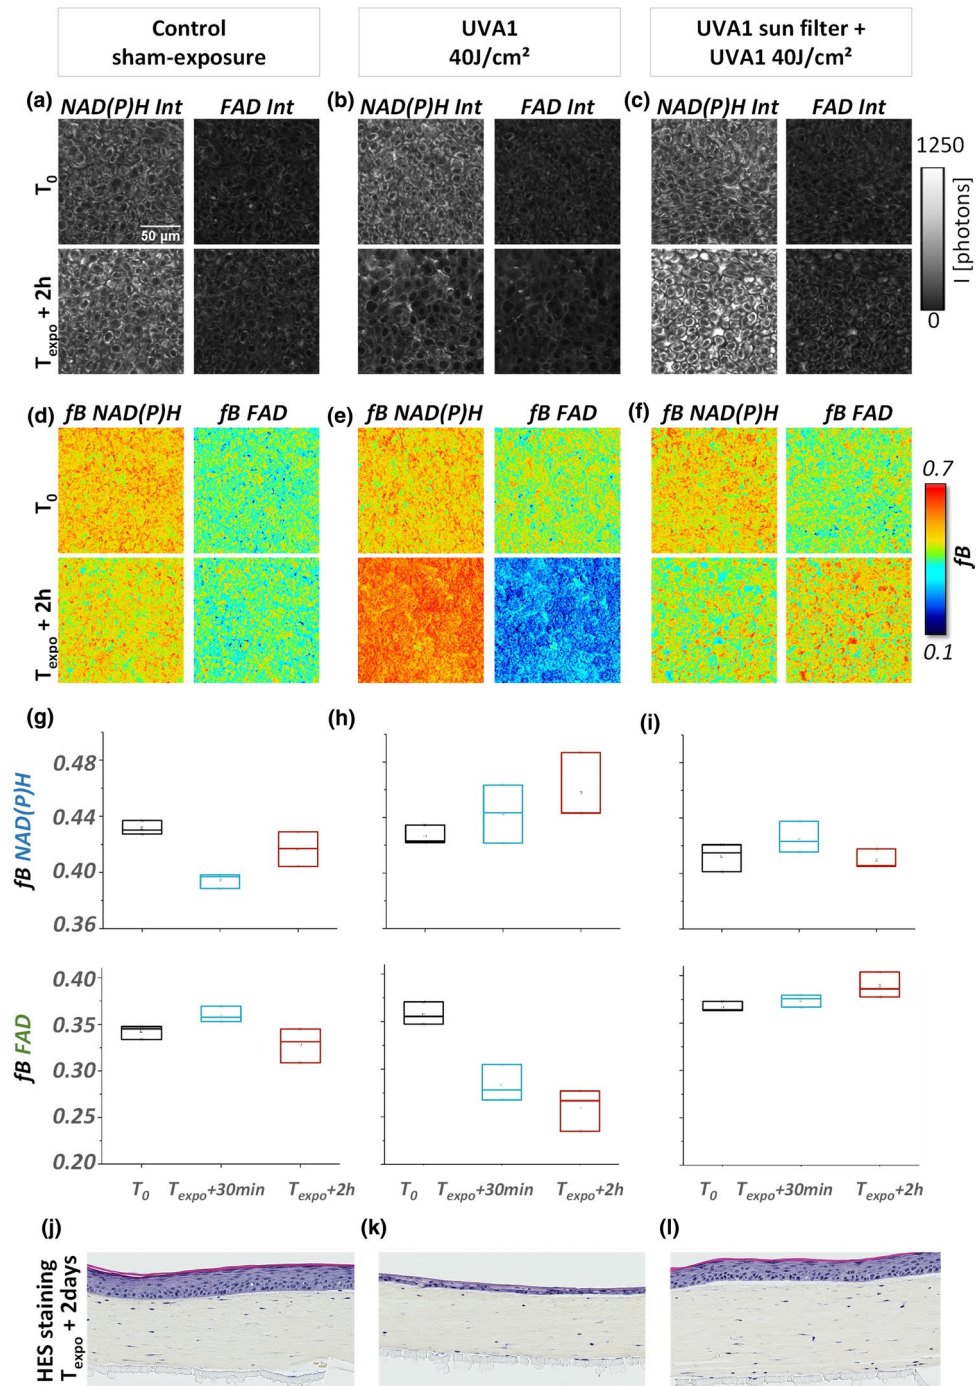 Control
sham-exposure
UVA1
40J/cm²
UVA1 sun filter +
UVA1 40J/cm²
(a) NAD(P)H Int FAD Int
(b) NAD(P)H Int FAD Int
(c) NAD(P)H Int FAD Int
T0
50 µm
Texpo + 2h
1250
I [photons]
0
(d) fB NAD(P)H fB FAD
(e) fB NAD(P)H fB FAD
(f) fB NAD(P)H fB FAD
T0
Texpo + 2h
0.7
fB
0.1
(g) (h) (i)
fB NAD(P)H
0.48
0.44
0.40
0.36
fB FAD
0.40
0.35
0.30
0.25
0.20
T0 Texpo+30min Texpo+2h
T0 Texpo+30min Texpo+2h
T0 Texpo+30min Texpo+2h
(j) (k) (l)
HES staining
Texpo + 2days